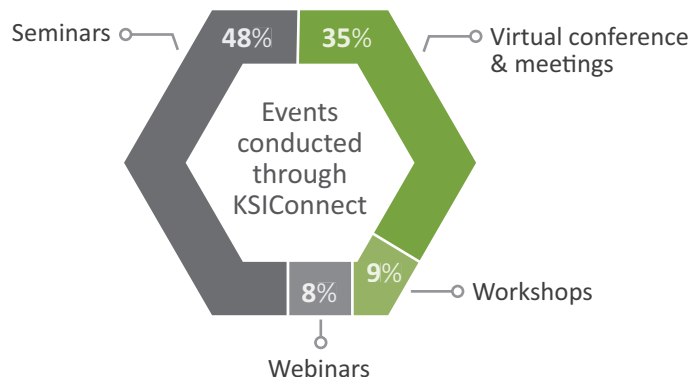 Seminars
48%
35%
Virtual conference
& meetings
Events
conducted
through
KSIConnect
9%
8%
Workshops
Webinars